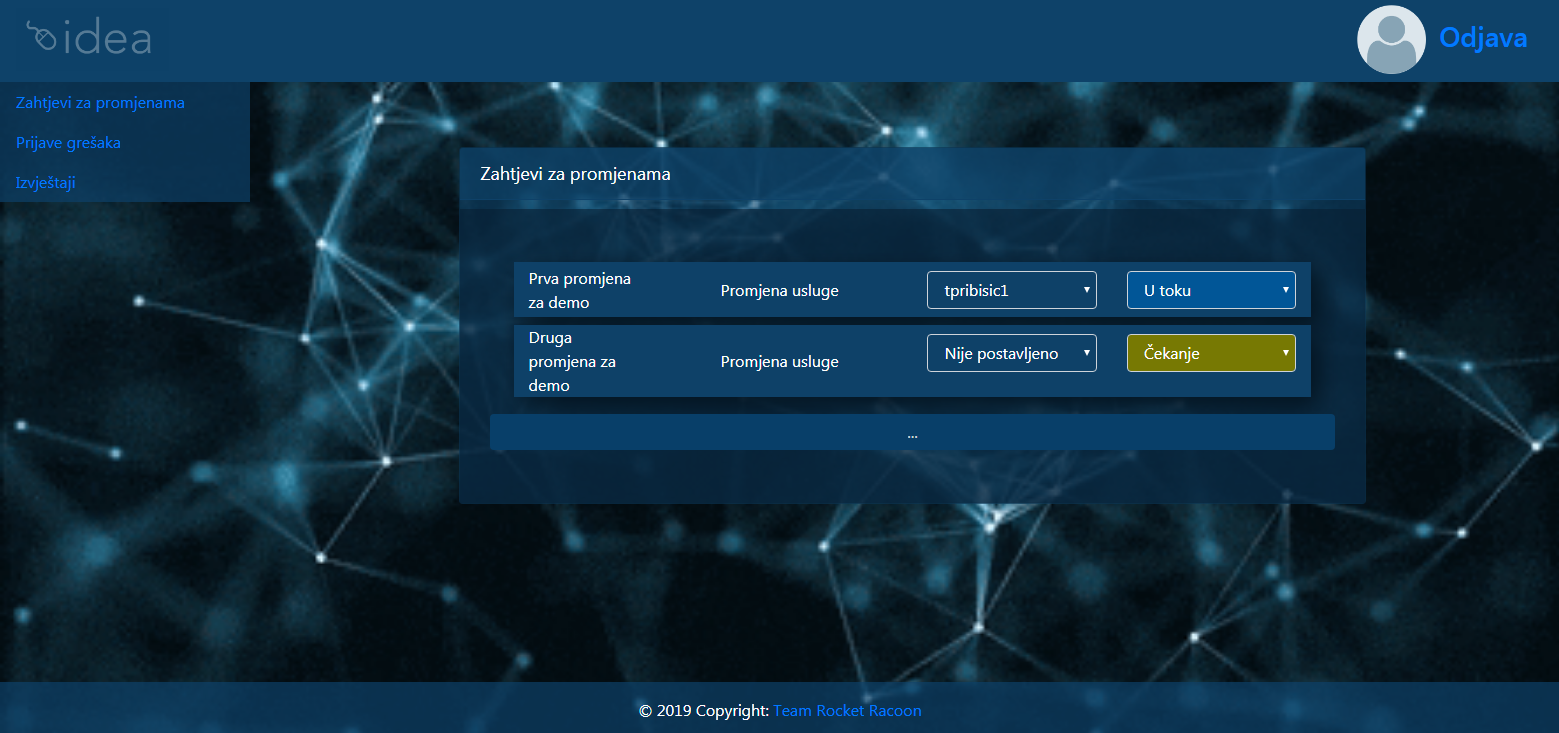 idea
Odjava
Zahtjevi za promjenama
Prijave grešaka
Izvještaji
Zahtjevi za promjenama
Prva promjena
za demo
Promjena usluge
tpribisic1
U toku
Druga
promjena za
demo
Promjena usluge
Nije postavljeno
Čekanje
...
© 2019 Copyright: Team Rocket Racoon